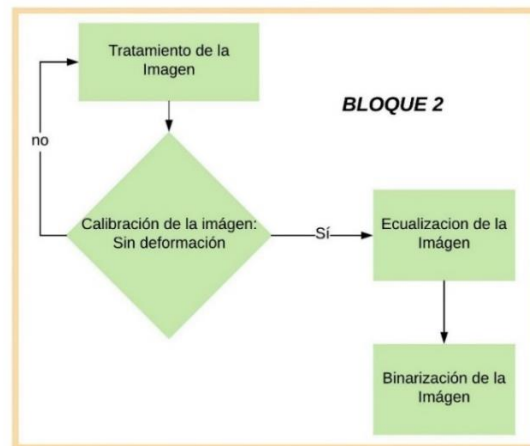 Tratamiento de la
Imagen
BLOQUE 2
no
Calibración de la imágen:
Sin deformación
Sí
Ecualizacion de la
Imágen
Binarización de la
Imágen